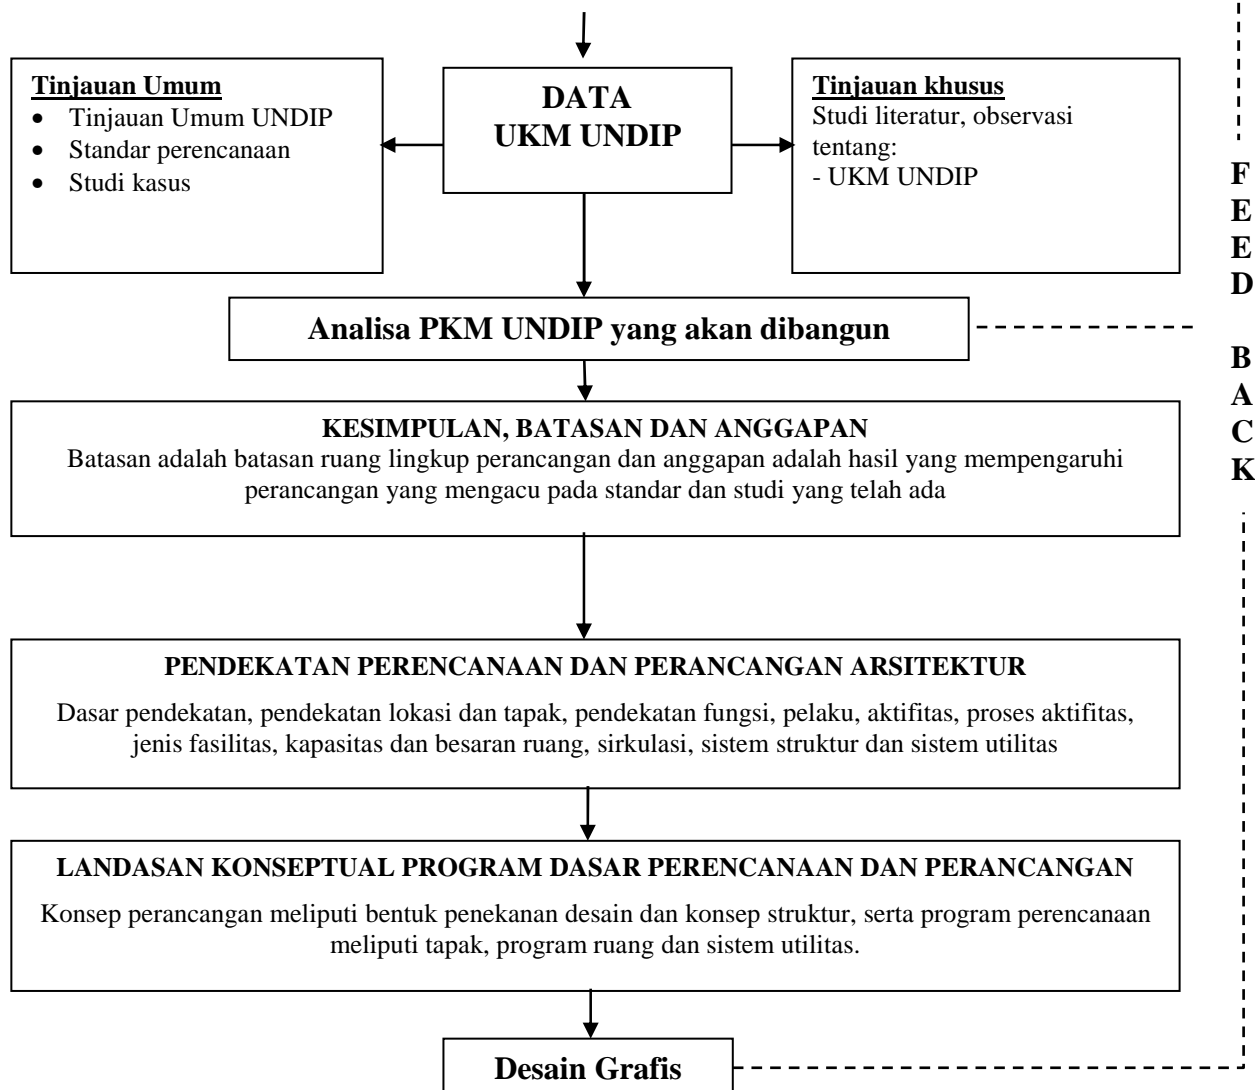 Tinjauan Umum
• Tinjauan Umum UNDIP
• Standar perencanaan
• Studi kasus
DATA
UKM UNDIP
Tinjauan khusus
Studi literatur, observasi
tentang:
- UKM UNDIP
F
E
E
D
B
A
C
K
Analisa PKM UNDIP yang akan dibangun
KESIMPULAN, BATASAN DAN ANGGAPAN
Batasan adalah batasan ruang lingkup perancangan dan anggapan adalah hasil yang mempengaruhi
perancangan yang mengacu pada standar dan studi yang telah ada
PENDEKATAN PERENCANAAN DAN PERANCANGAN ARSITEKTUR
Dasar pendekatan, pendekatan lokasi dan tapak, pendekatan fungsi, pelaku, aktifitas, proses aktifitas,
jenis fasilitas, kapasitas dan besaran ruang, sirkulasi, sistem struktur dan sistem utilitas
LANDASAN KONSEPTUAL PROGRAM DASAR PERENCANAAN DAN PERANCANGAN
Konsep perancangan meliputi bentuk penekanan desain dan konsep struktur, serta program perencanaan
meliputi tapak, program ruang dan sistem utilitas.
Desain Grafis